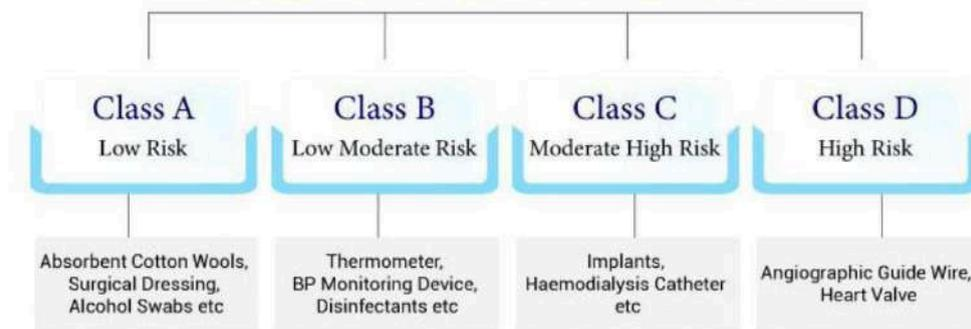 Class A
Low Risk
Class B
Low Moderate Risk
Class C
Moderate High Risk
Class D
High Risk
Absorbent Cotton Wools,
Surgical Dressing,
Alcohol Swabs etc
Thermometer,
BP Monitoring Device,
Disinfectants etc
Implants,
Haemodialysis Catheter
etc
Angiographic Guide Wire,
Heart Valve